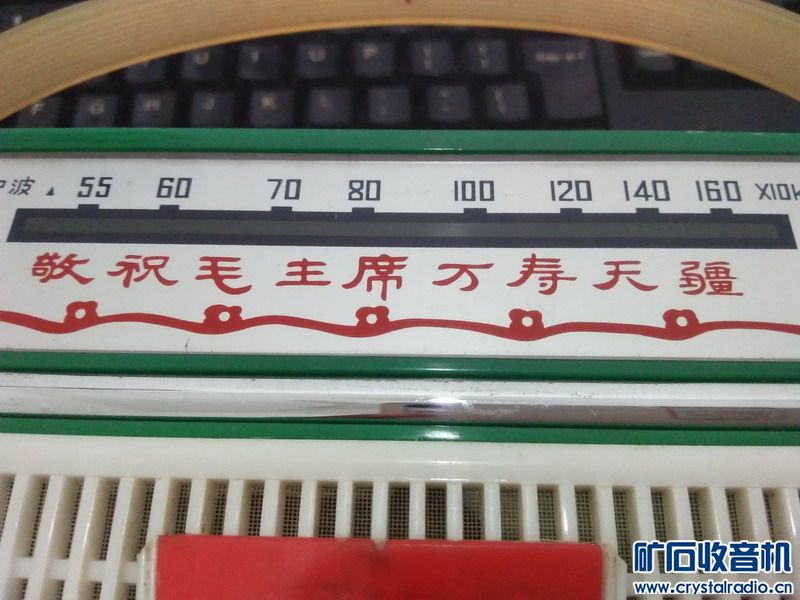 中波 ▲ 55 60 70 80 100 120 140 160 X10K
敬祝毛主席万寿无疆
矿石收音机
www.crystalradio.cn